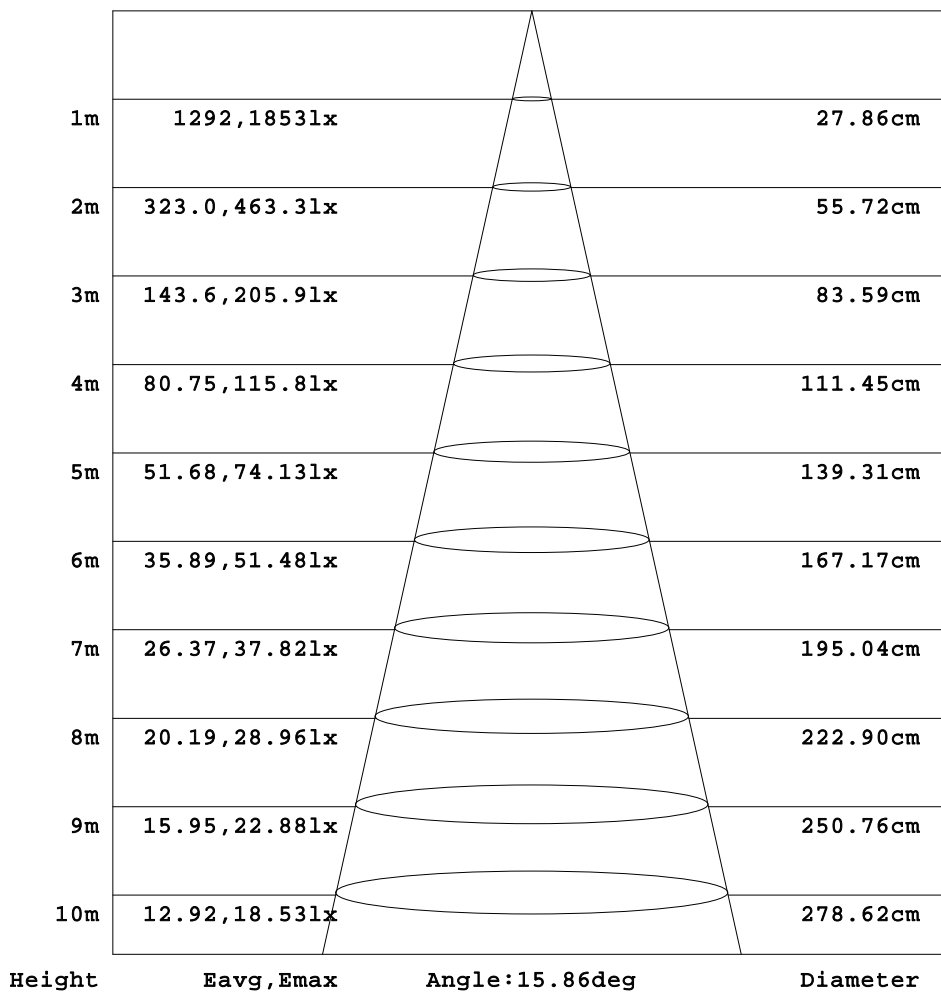 1m 1292,1853lx 27.86cm
2m 323.0,463.3lx 55.72cm
3m 143.6,205.9lx 83.59cm
4m 80.75,115.8lx 111.45cm
5m 51.68,74.13lx 139.31cm
6m 35.89,51.48lx 167.17cm
7m 26.37,37.82lx 195.04cm
8m 20.19,28.96lx 222.90cm
9m 15.95,22.88lx 250.76cm
10m 12.92,18.53lx 278.62cm
Height Eavg,Emax Angle:15.86deg Diameter